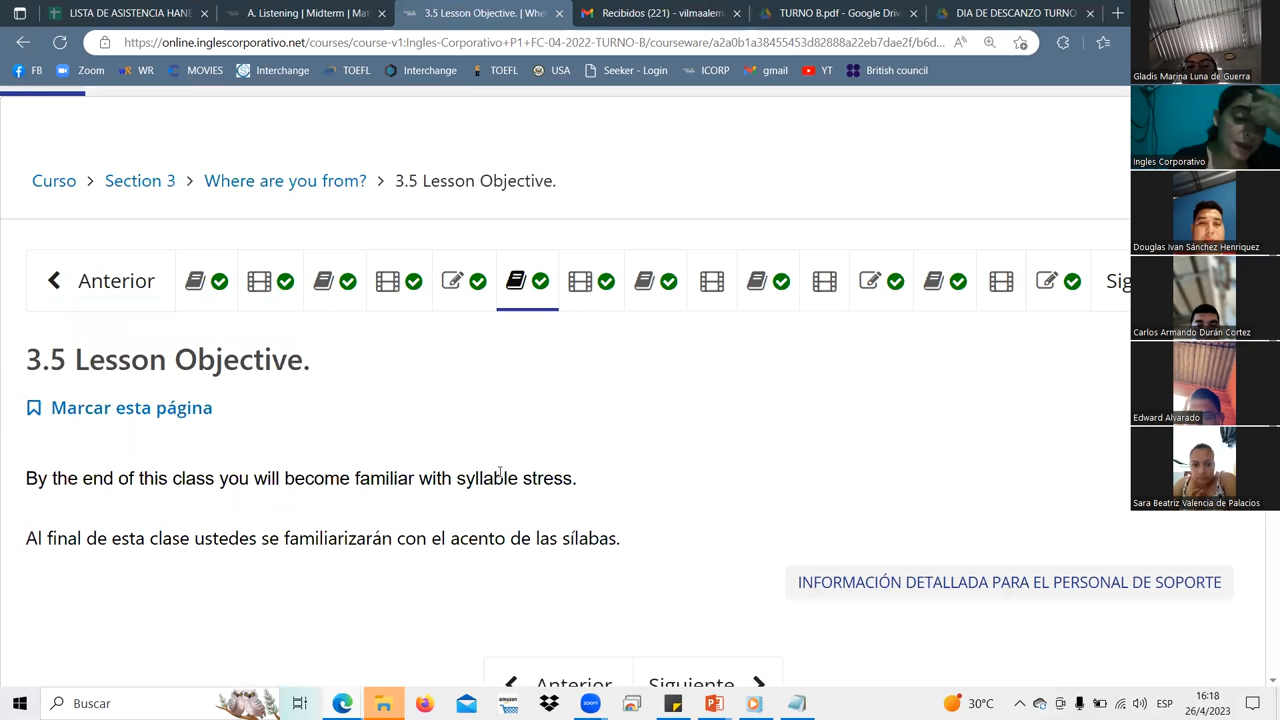 LISTA DE ASISTENCIA HANE
A. Listening | Midterm | Mat
3.5 Lesson Objective. | Wher
Recibidos (221) - vilmaalem
TURNO B.pdf - Google Driv
DIA DE DESCANZO TURNO
https://online.inglescorporativo.net/courses/course-v1:Ingles-Corporativo+P1+FC-04-2022-TURNO-B/courseware/a2a0b1a38455453d82888a22eb7dae2f/b6d...
FB
Zoom
WR
MOVIES
Interchange
TOEFL
Interchange
TOEFL
USA
Seeker - Login
ICORP
gmail
YT
British council
Curso > Section 3 > Where are you from? > 3.5 Lesson Objective.
Anterior
Sig
3.5 Lesson Objective.
Marcar esta página
By the end of this class you will become familiar with syllable stress.
Al final de esta clase ustedes se familiarizarán con el acento de las sílabas.
INFORMACIÓN DETALLADA PARA EL PERSONAL DE SOPORTE
Anterior
Siguiente
Gladis Marina Luna de Guerra
Ingles Corporativo
Douglas Ivan Sánchez Henriquez
Carlos Armando Durán Cortez
Edward Alvarado
Sara Beatriz Valencia de Palacios
Buscar
amazon
zoom
30°C
ESP
16:18
26/4/2023